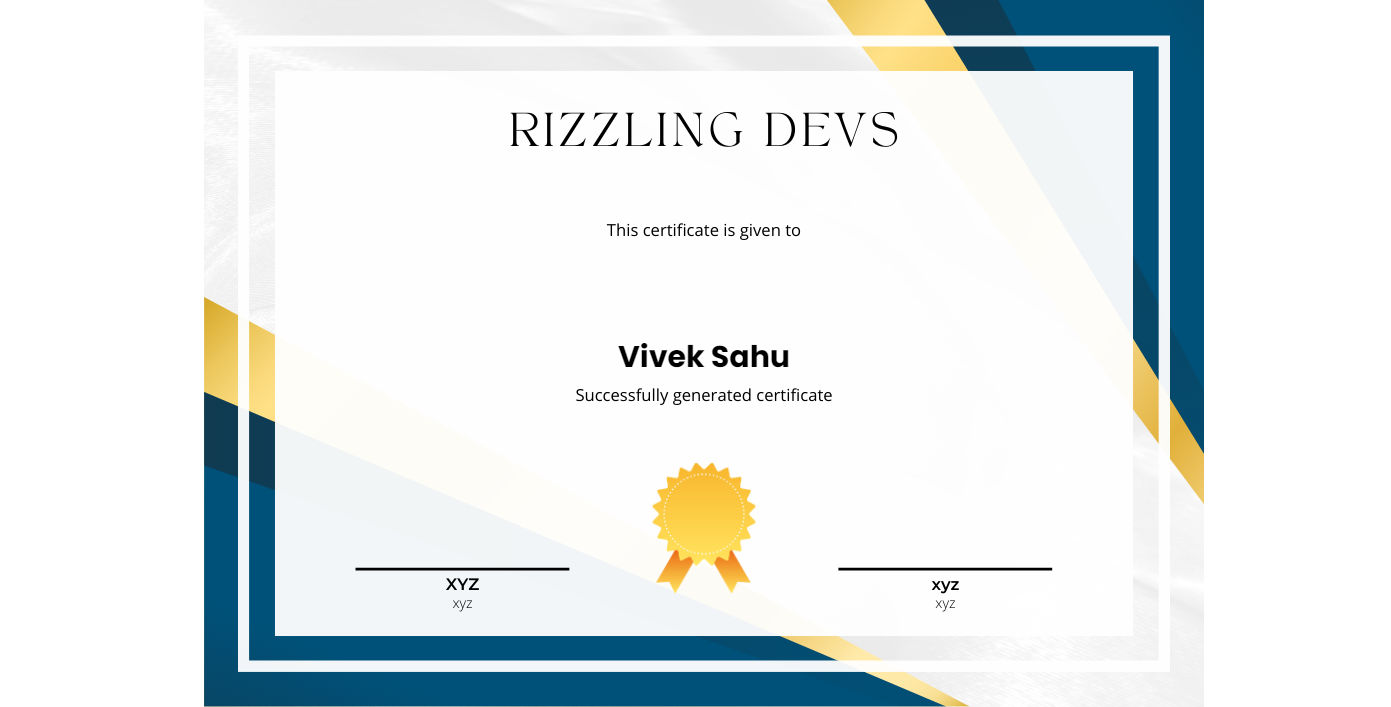 RIZZLING DEVS
This certificate is given to
Vivek Sahu
Successfully generated certificate
XYZ
xyz
xyz
xyz